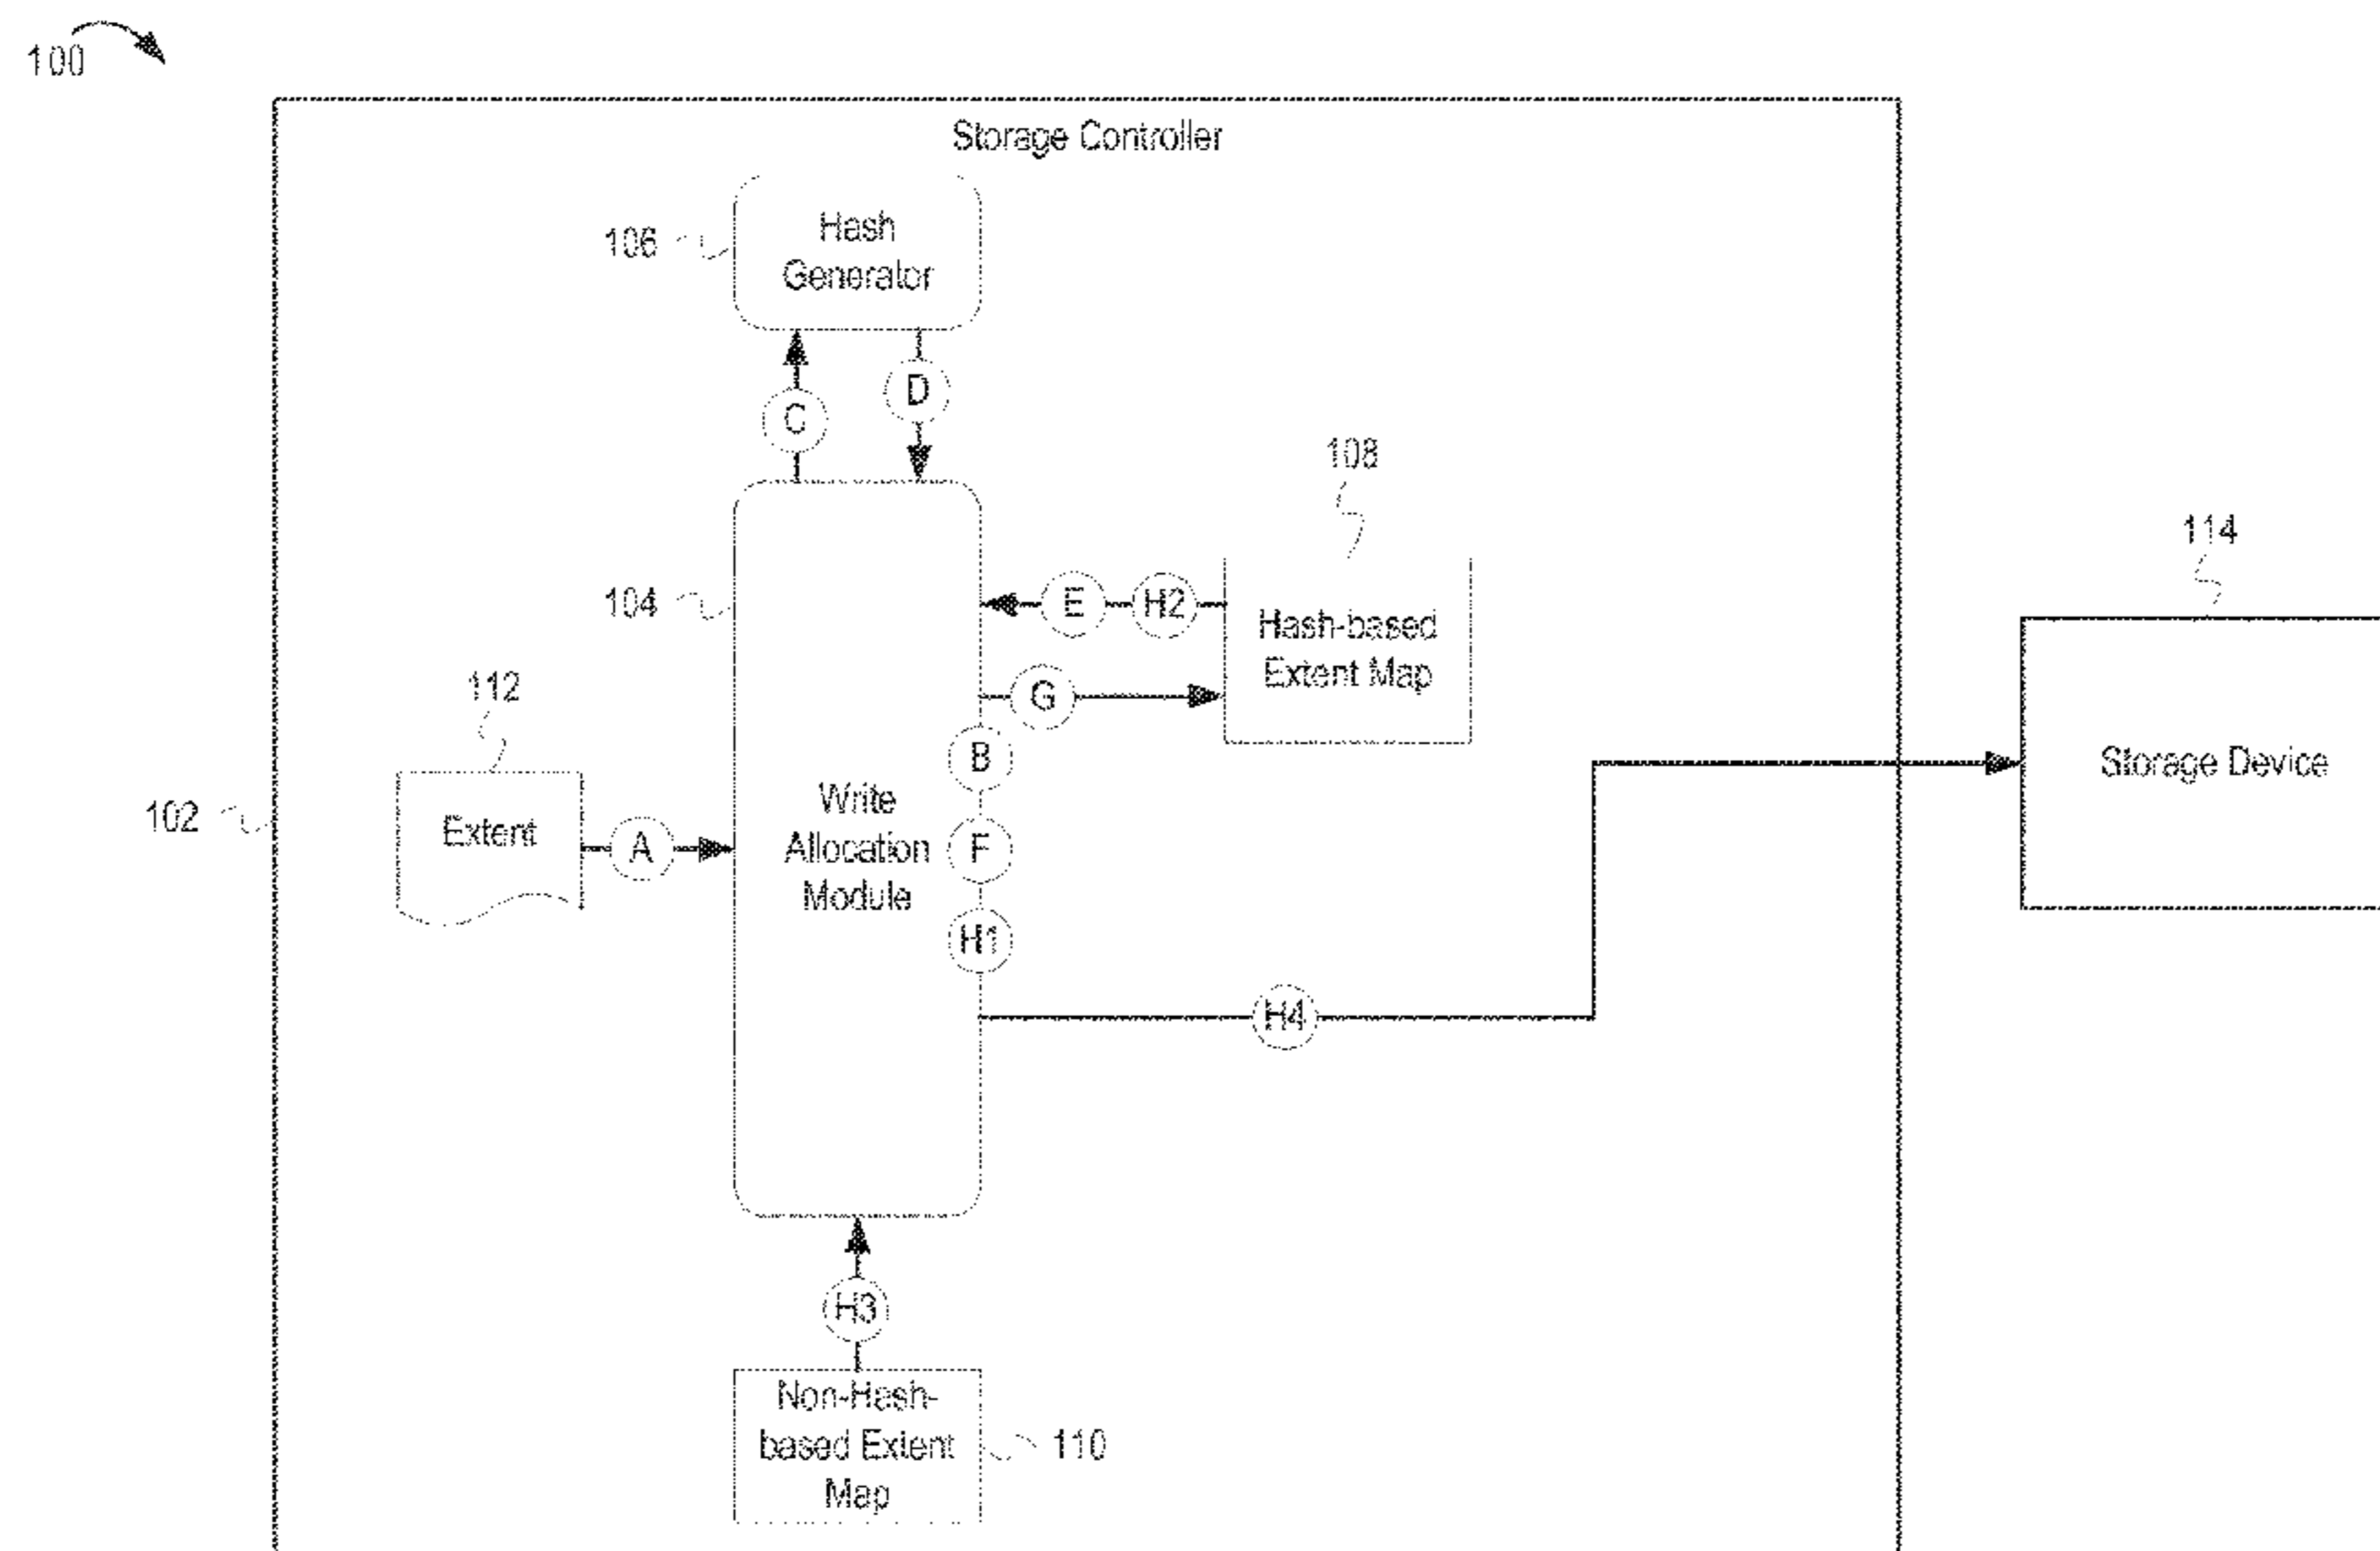 100
Storage Controller
106
Hash
Generator
C
D
108
104
E
H2
Hash-based
Extent Map
G
114
112
B
Storage Device
102
Extent
A
Write
Allocation
Module
F
H1
H4
H3
Non-Hash-
based Extent
Map
110